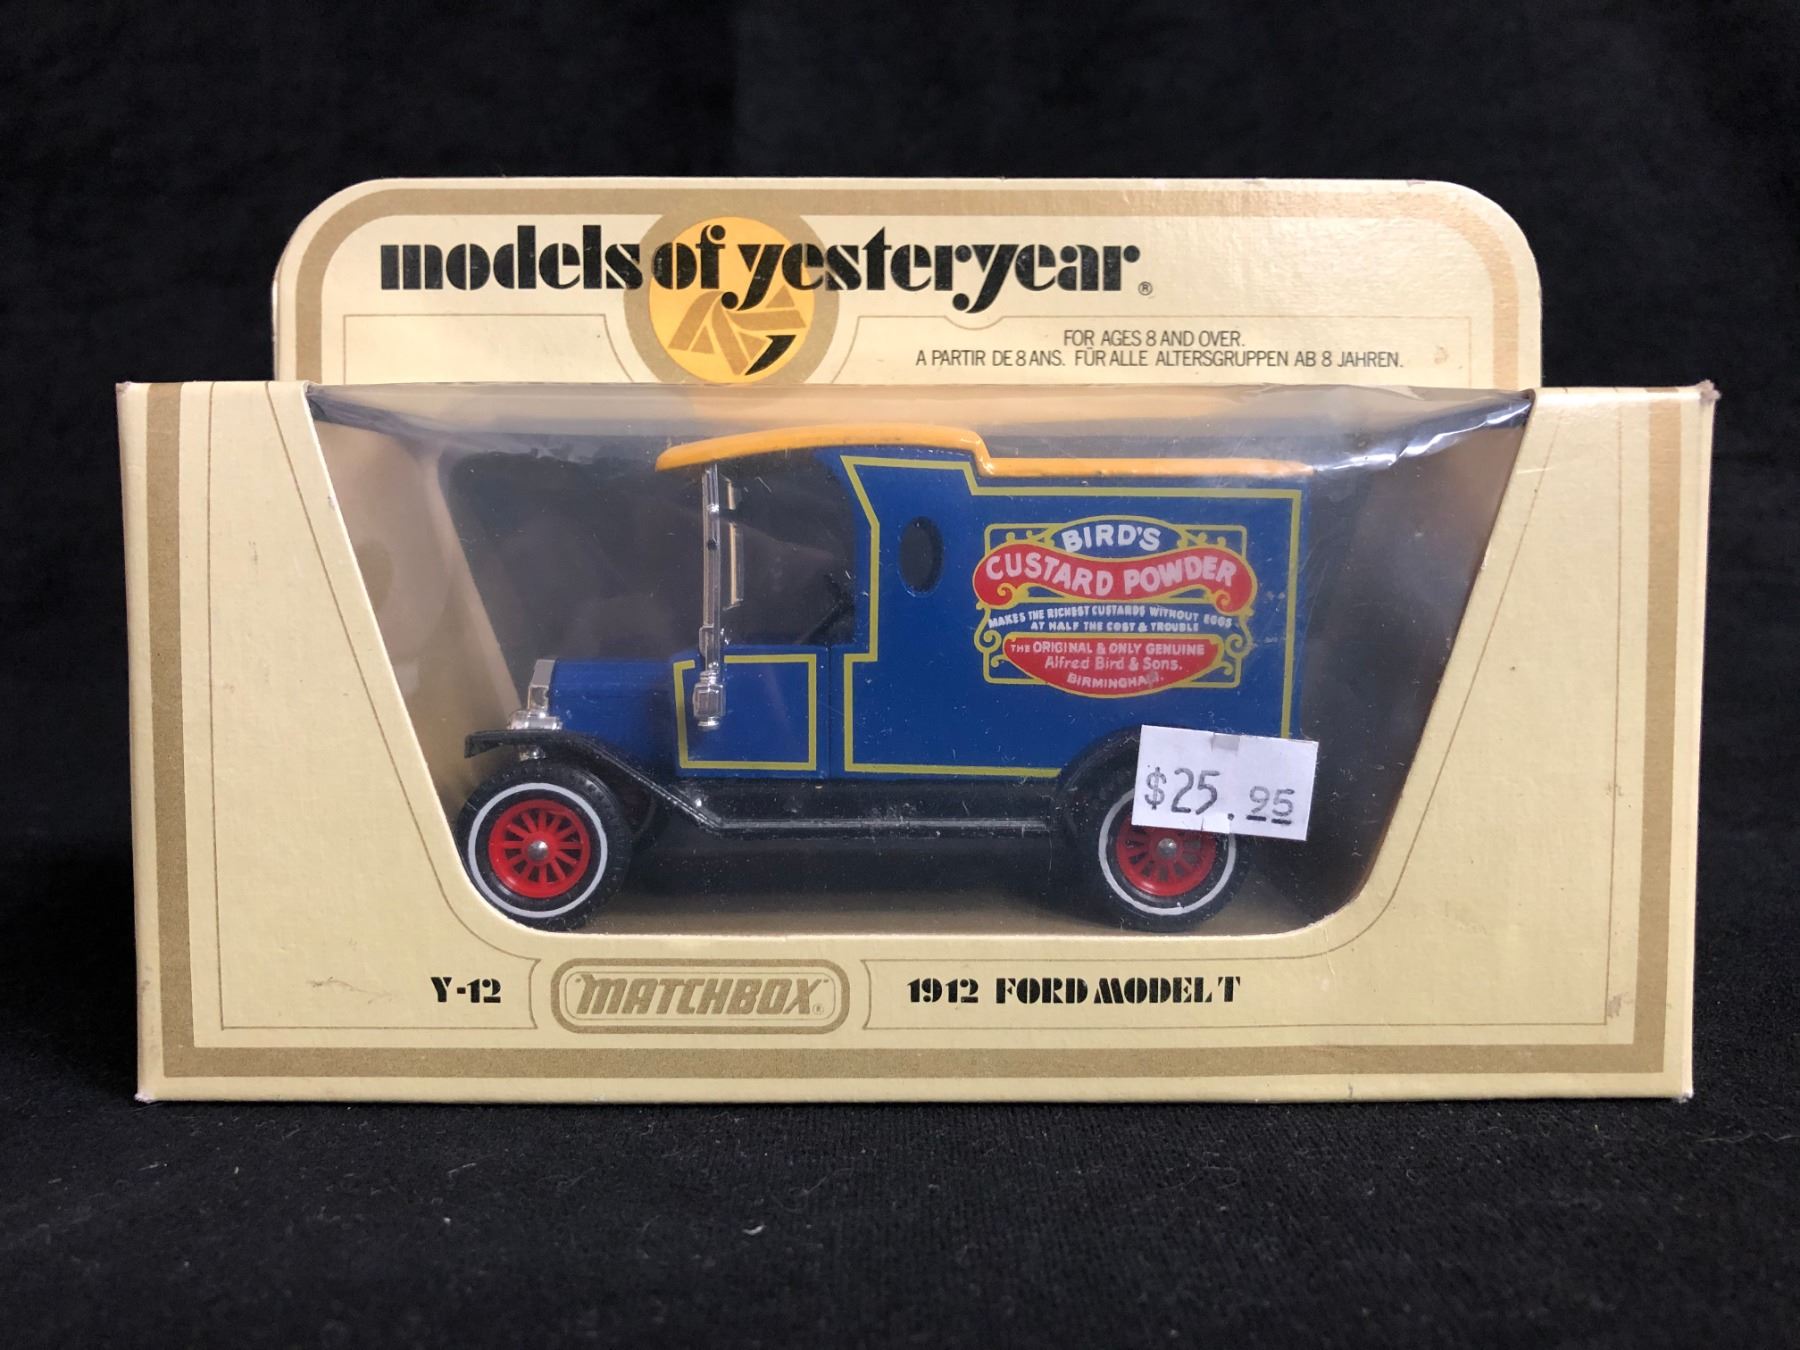 models of yesteryear®
FOR AGES 8 AND OVER.
A PARTIR DE 8 ANS. FÜR ALLE ALTERSGRUPPEN AB 8 JAHREN.
BIRD'S
CUSTARD POWDER
MAKES THE RICHEST CUSTARDS WITHOUT EGGS
AT HALF THE COST & TROUBLE
THE ORIGINAL & ONLY GENUINE
Alfred Bird & Sons.
BIRMINGHAM.
$25.95
Y-12 "MATCHBOX"® 1912 FORD MODEL T